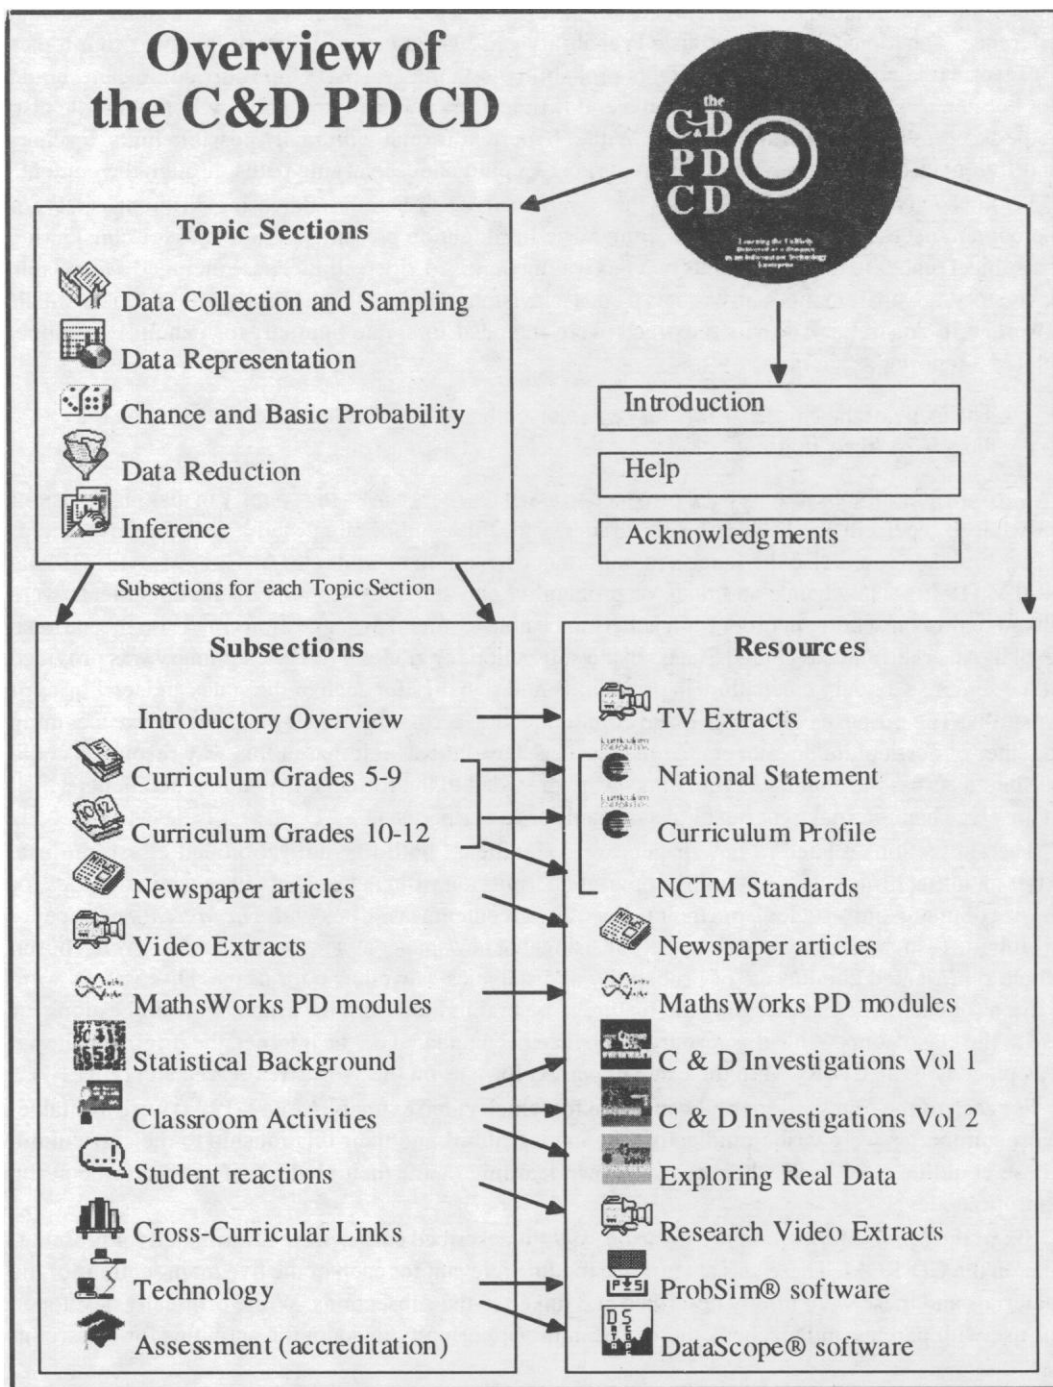 Overview of
the C&D PD CD
the
C&D
PD
CD
Topic Sections
Data Collection and Sampling
Data Representation
Chance and Basic Probability
Data Reduction
Inference
Introduction
Help
Acknowledgments
Subsections for each Topic Section
Subsections
Introductory Overview
Curriculum Grades 5-9
Curriculum Grades 10-12
Newspaper articles
Video Extracts
MathsWorks PD modules
Statistical Background
Classroom Activities
Student reactions
Cross-Curricular Links
Technology
Assessment (accreditation)
Resources
TV Extracts
National Statement
Curriculum Profile
NCTM Standards
Newspaper articles
MathsWorks PD modules
C & D Investigations Vol 1
C & D Investigations Vol 2
Exploring Real Data
Research Video Extracts
ProbSim® software
DataScope® software